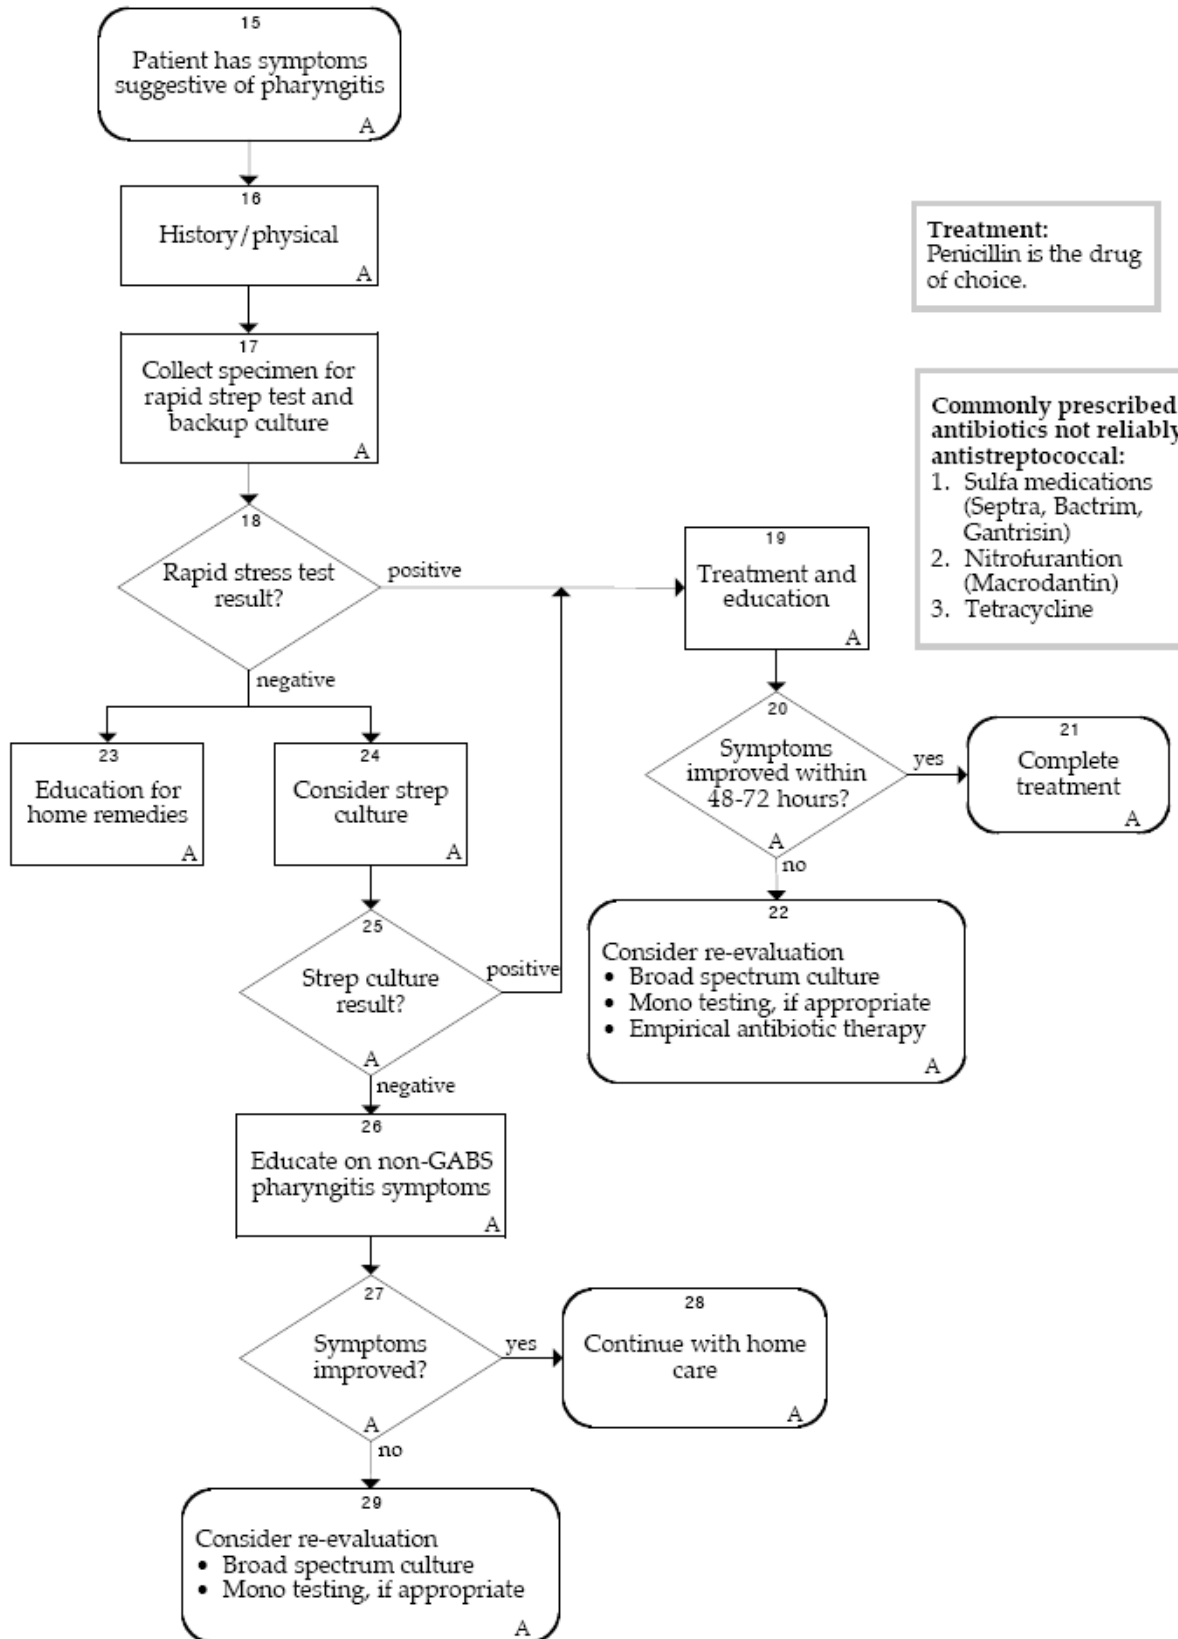 15
Patient has symptoms
suggestive of pharyngitis
A
16
History/physical
A
17
Collect specimen for
rapid strep test and
backup culture
A
18
Rapid stress test
result?
positive
negative
Treatment:
Penicillin is the drug
of choice.
Commonly prescribed
antibiotics not reliably
antistreptococcal:
1. Sulfa medications
(Septra, Bactrim,
Gantrisin)
2. Nitrofurantion
(Macrodantin)
3. Tetracycline
19
Treatment and
education
A
20
Symptoms
improved within
48-72 hours?
A
yes
no
21
Complete
treatment
A
22
Consider re-evaluation
• Broad spectrum culture
• Mono testing, if appropriate
• Empirical antibiotic therapy
A
23
Education for
home remedies
A
24
Consider strep
culture
A
25
Strep culture
result?
A
positive
negative
26
Educate on non-GABS
pharyngitis symptoms
A
27
Symptoms
improved?
A
yes
no
28
Continue with home
care
A
29
Consider re-evaluation
• Broad spectrum culture
• Mono testing, if appropriate
A